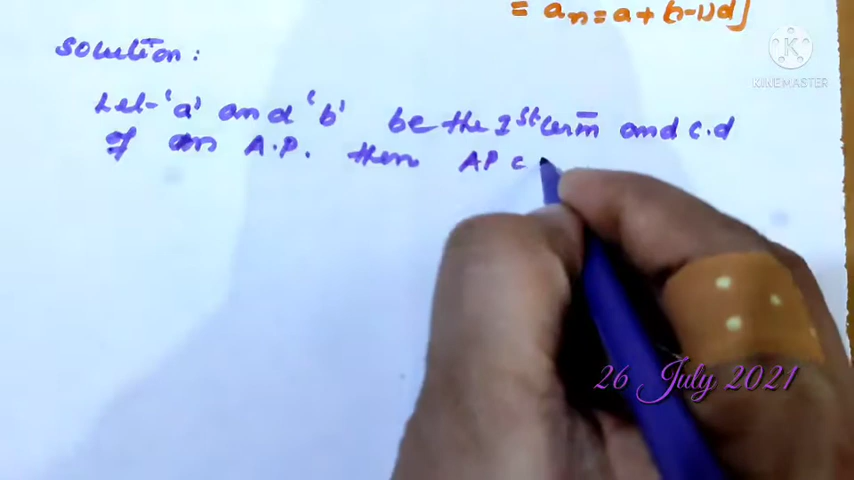 = an = a + (n-1)d]
KINEMASTER
Solution :
Let 'a' and 'b' be the 1st term and c.d
of an A.P. then AP c
26 July 2021